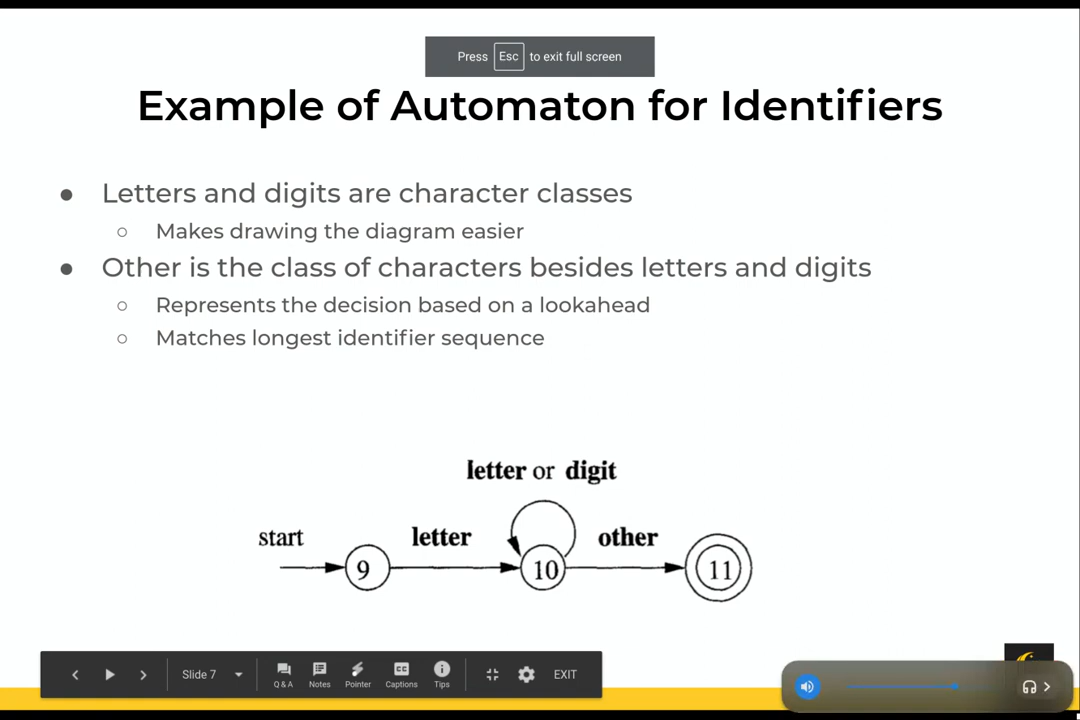 Press Esc to exit full screen
Example of Automaton for Identifiers
● Letters and digits are character classes
○ Makes drawing the diagram easier
● Other is the class of characters besides letters and digits
○ Represents the decision based on a lookahead
○ Matches longest identifier sequence
letter or digit
start letter other
9 10 11
Slide 7 Q & A Notes Pointer CC Captions Tips EXIT